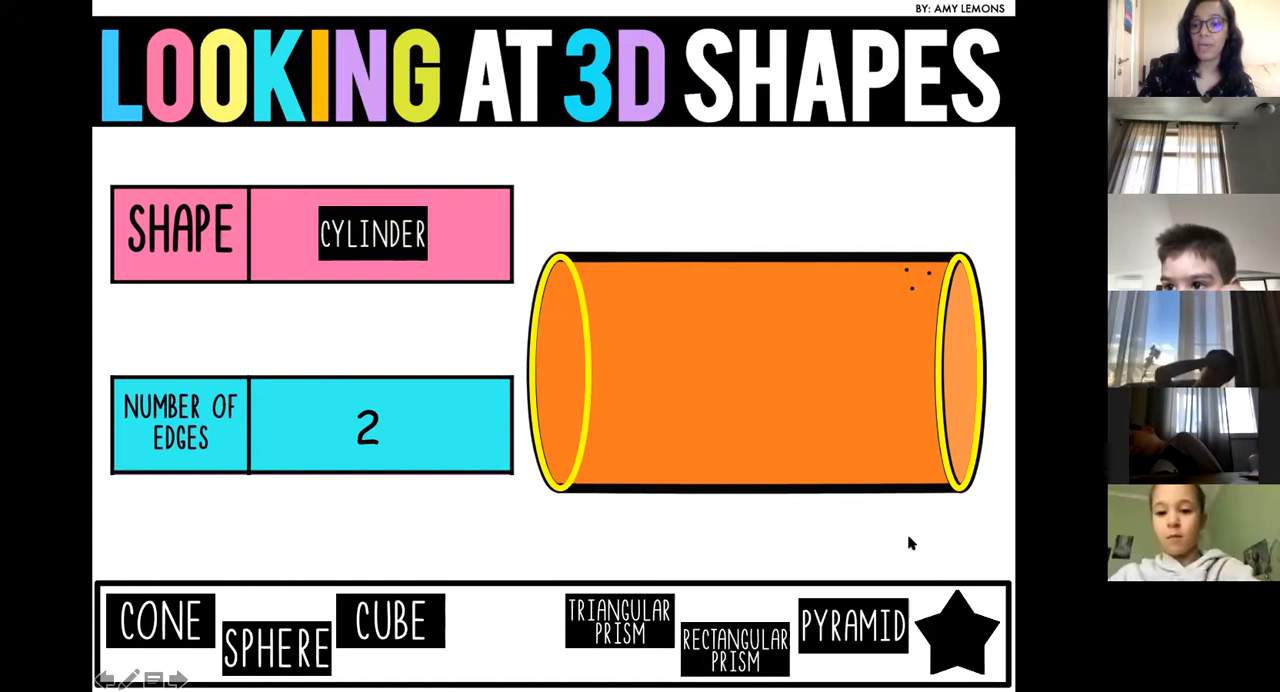 BY: AMY LEMONS
LOOKING AT 3D SHAPES
SHAPE
CYLINDER
NUMBER OF
EDGES
2
CONE
SPHERE
CUBE
TRIANGULAR
PRISM
RECTANGULAR
PRISM
PYRAMID